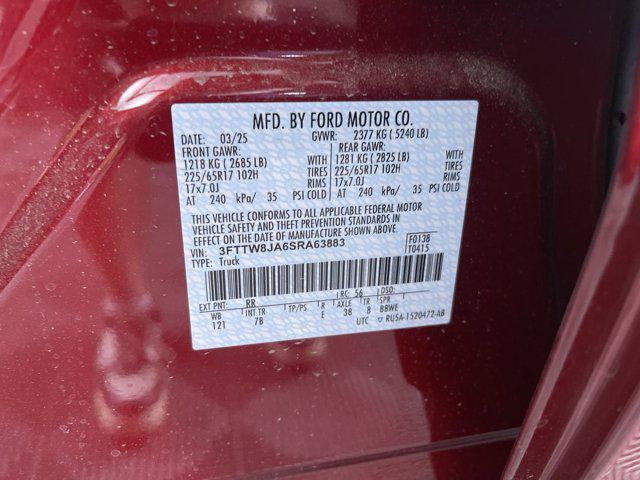 MFD. BY FORD MOTOR CO.
DATE: 03/25 GVWR: 2377 KG ( 5240 LB)
FRONT GAWR: REAR GAWR:
1218 KG ( 2685 LB) WITH 1281 KG ( 2825 LB) WITH
225/65R17 102H TIRES 225/65R17 102H TIRES
17x7.0J RIMS 17x7.0J RIMS
AT 240 kPa/ 35 PSI COLD AT 240 kPa/ 35 PSI COLD
THIS VEHICLE CONFORMS TO ALL APPLICABLE FEDERAL MOTOR
VEHICLE SAFETY AND THEFT PREVENTION STANDARDS IN
EFFECT ON THE DATE OF MANUFACTURE SHOWN ABOVE.
VIN: 3FTTW8JA6SRA63883 F0138
TYPE: Truck T0415
EXT PNT: RR RC: 56 DSO:
WB INT TR TP/PS R AXLE TR SPR
121 7B E 38 8 BBWE
UTC ▽ RU5A-1520472-AB